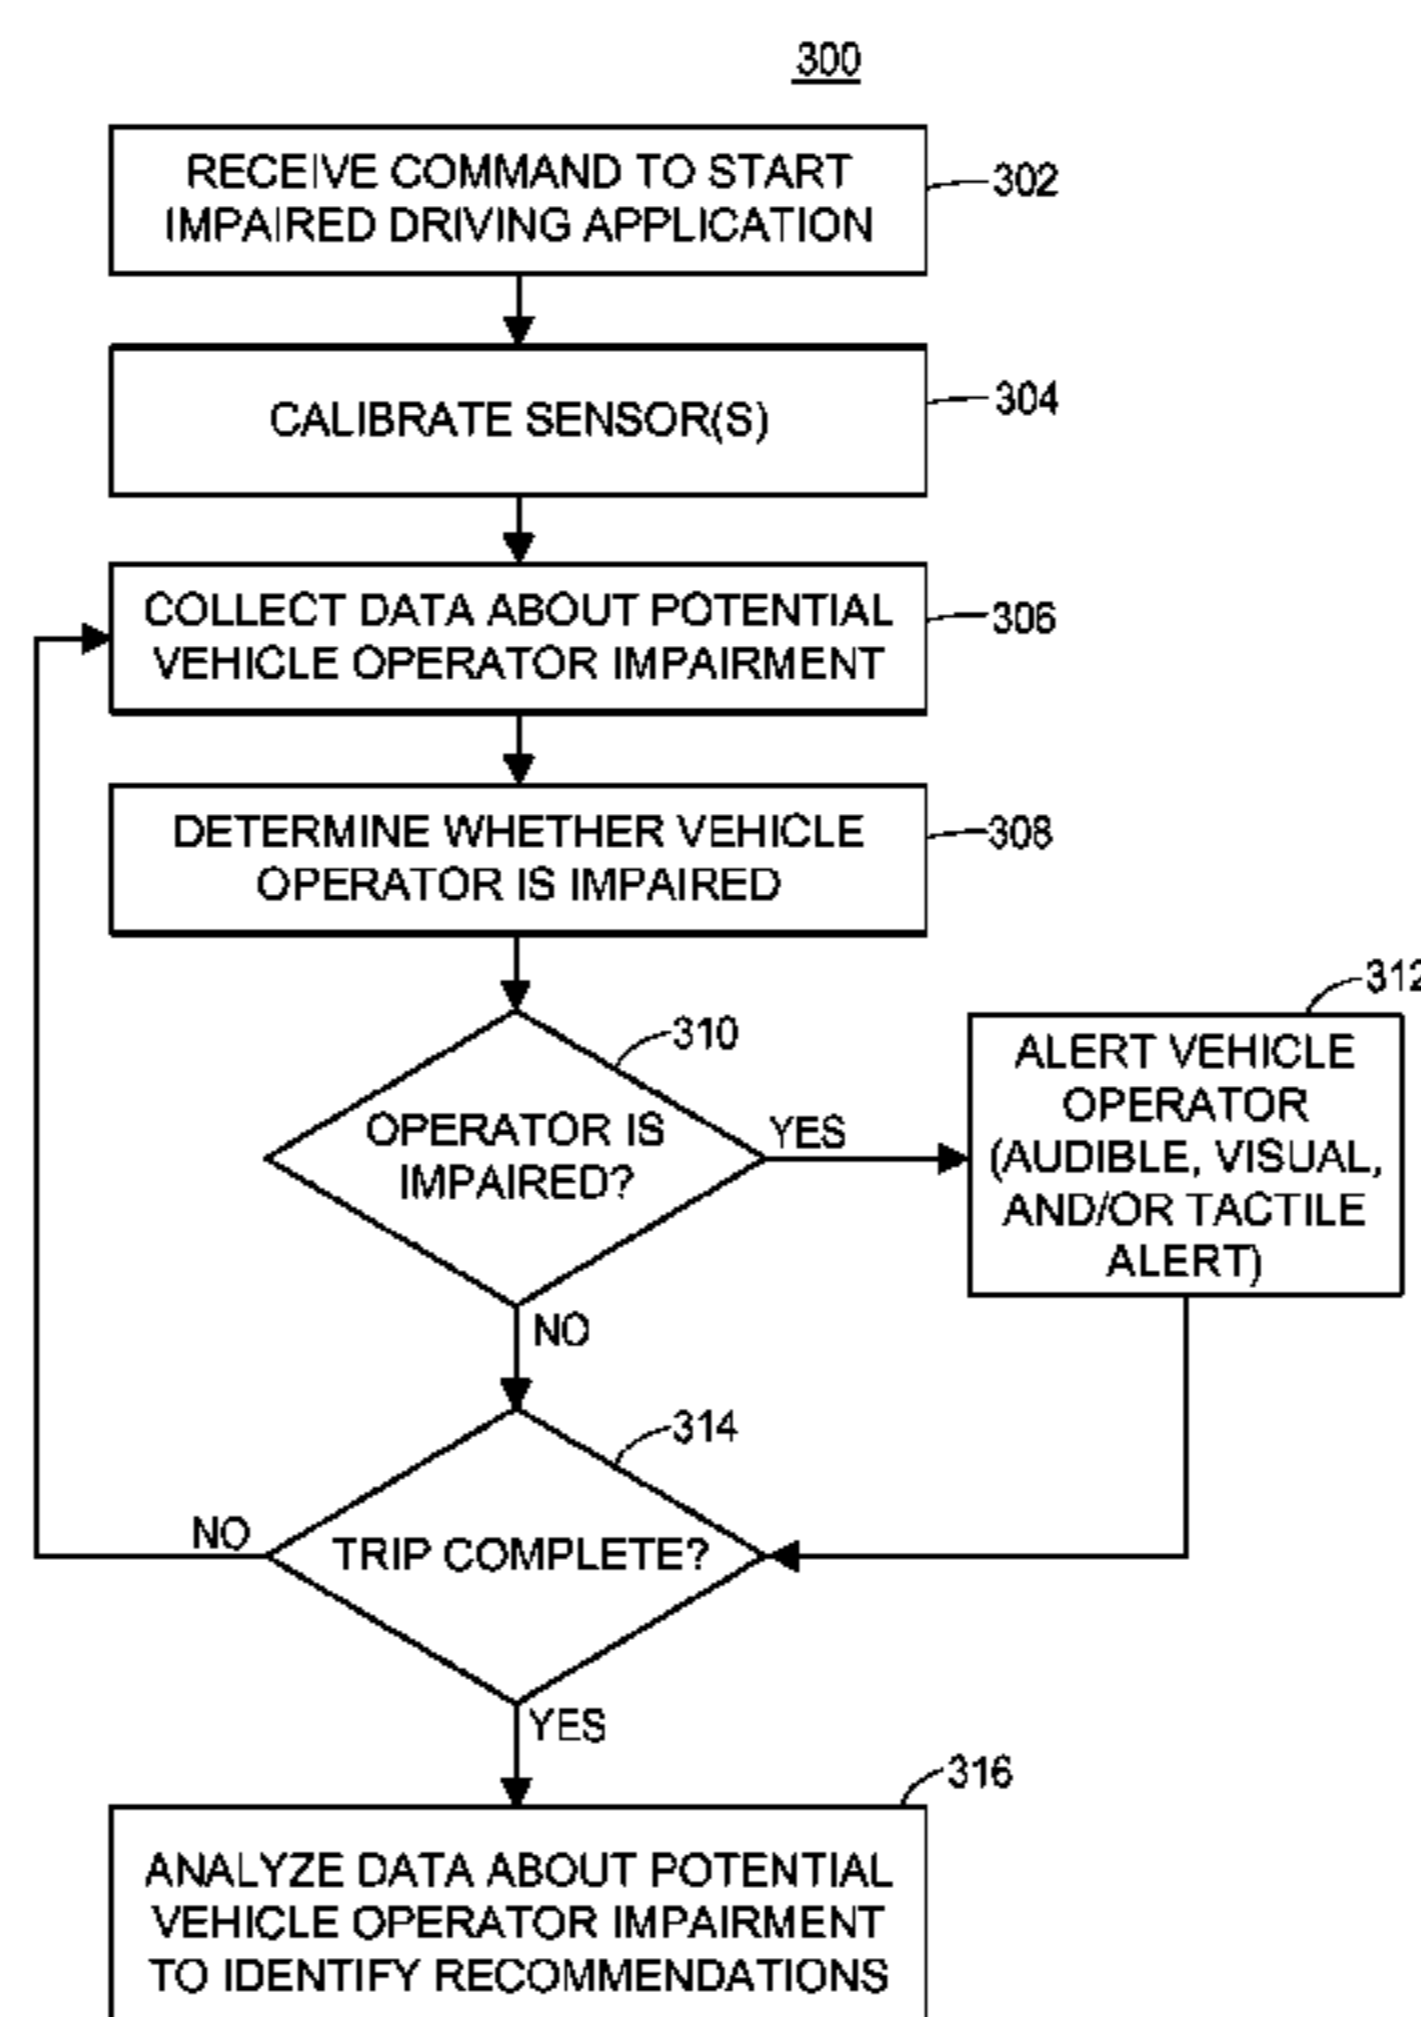 300
RECEIVE COMMAND TO START
IMPAIRED DRIVING APPLICATION
302
CALIBRATE SENSOR(S)
304
COLLECT DATA ABOUT POTENTIAL
VEHICLE OPERATOR IMPAIRMENT
306
DETERMINE WHETHER VEHICLE
OPERATOR IS IMPAIRED
308
310
OPERATOR IS
IMPAIRED?
YES
312
ALERT VEHICLE
OPERATOR
(AUDIBLE, VISUAL,
AND/OR TACTILE
ALERT)
NO
314
TRIP COMPLETE?
NO
YES
316
ANALYZE DATA ABOUT POTENTIAL
VEHICLE OPERATOR IMPAIRMENT
TO IDENTIFY RECOMMENDATIONS